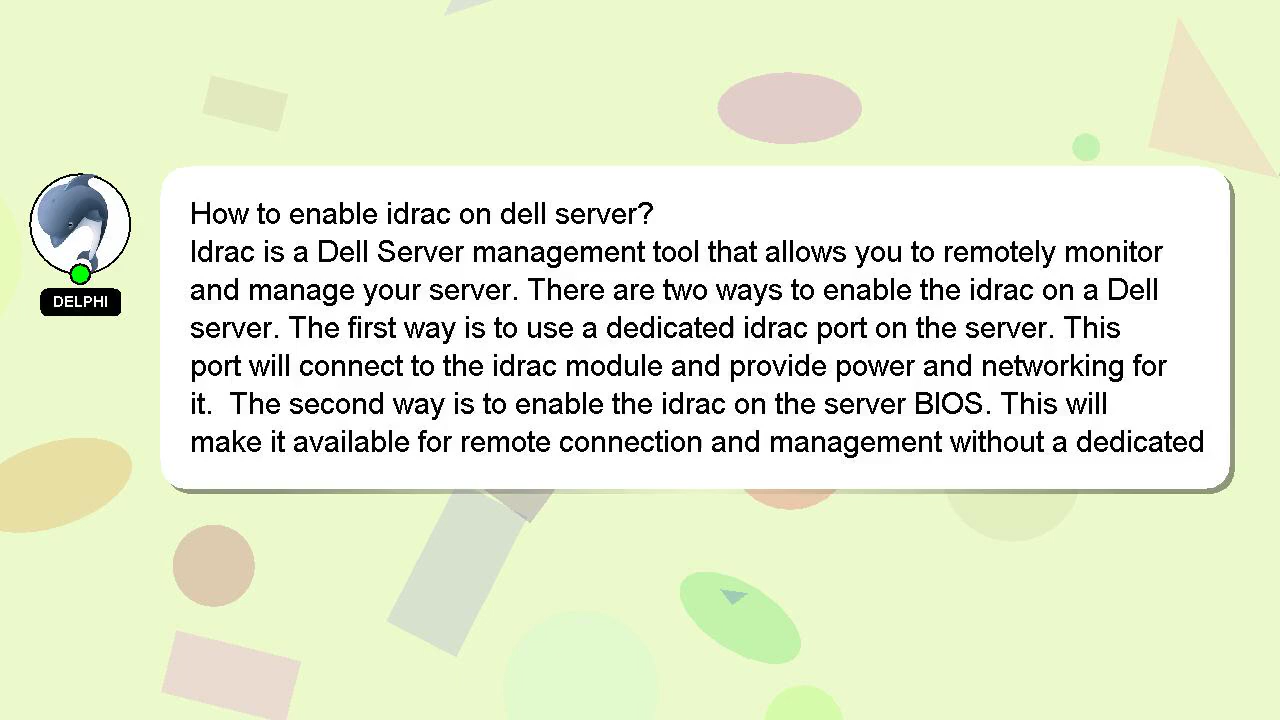 How to enable idrac on dell server?
Idrac is a Dell Server management tool that allows you to remotely monitor
and manage your server. There are two ways to enable the idrac on a Dell
server. The first way is to use a dedicated idrac port on the server. This
port will connect to the idrac module and provide power and networking for
it.  The second way is to enable the idrac on the server BIOS. This will
make it available for remote connection and management without a dedicated
DELPHI